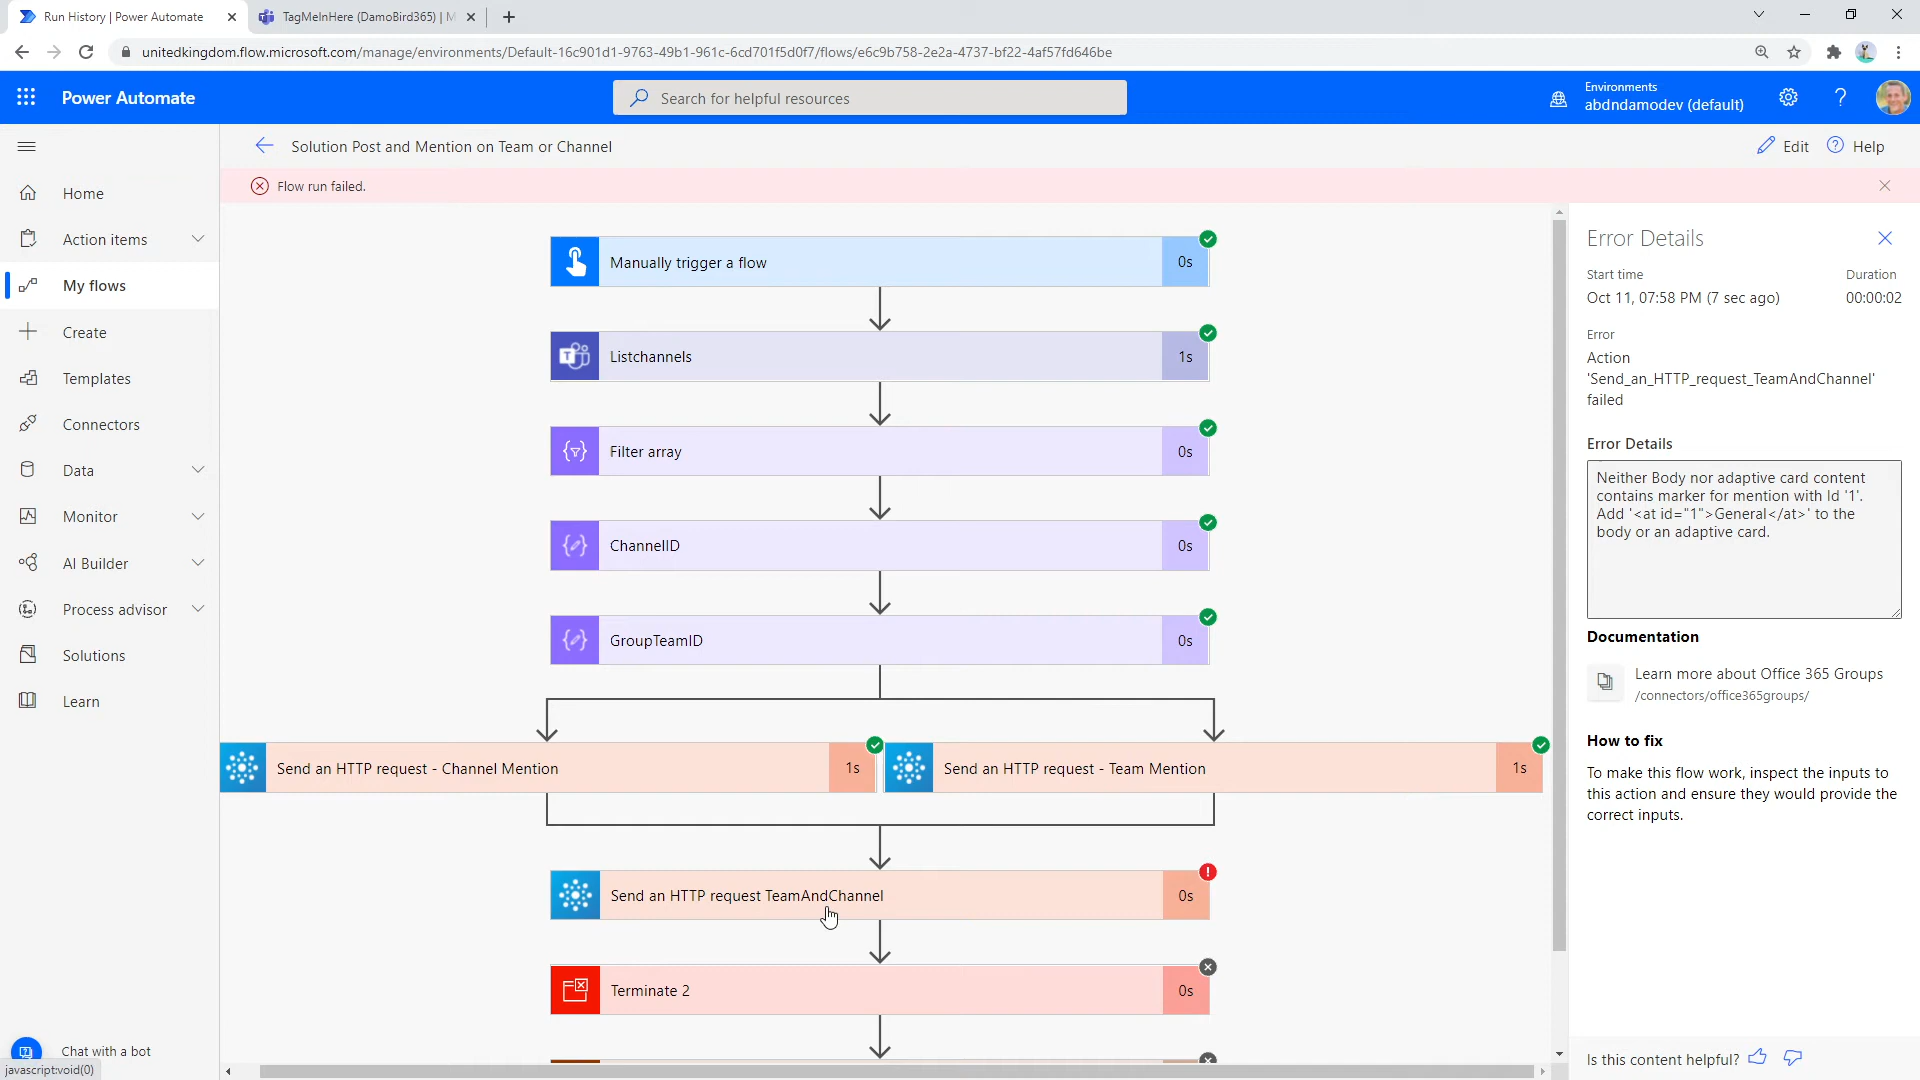 Run History | Power Automate
TagMeInHere (DamoBird365) | M
unitedkingdom.flow.microsoft.com/manage/environments/Default-16c901d1-9763-49b1-961c-6cd701f5d0f7/flows/e6c9b758-2e2a-4737-bf22-4af57fd646be
Power Automate
Search for helpful resources
Environments
abdndamodev (default)
Solution Post and Mention on Team or Channel
Edit
Help
Flow run failed.
Home
Action items
My flows
Create
Templates
Connectors
Data
Monitor
AI Builder
Process advisor
Solutions
Learn
Chat with a bot
javascript:void(0)
Manually trigger a flow
0s
Listchannels
1s
Filter array
0s
ChannelID
0s
GroupTeamID
0s
Send an HTTP request - Channel Mention
1s
Send an HTTP request - Team Mention
1s
Send an HTTP request TeamAndChannel
0s
Terminate 2
0s
Error Details
Start time
Duration
Oct 11, 07:58 PM (7 sec ago)
00:00:02
Error
Action
'Send_an_HTTP_request_TeamAndChannel'
failed
Error Details
Neither Body nor adaptive card content
contains marker for mention with Id '1'.
Add '<at id="1">General</at>' to the
body or an adaptive card.
Documentation
Learn more about Office 365 Groups
/connectors/office365groups/
How to fix
To make this flow work, inspect the inputs to
this action and ensure they would provide the
correct inputs.
Is this content helpful?